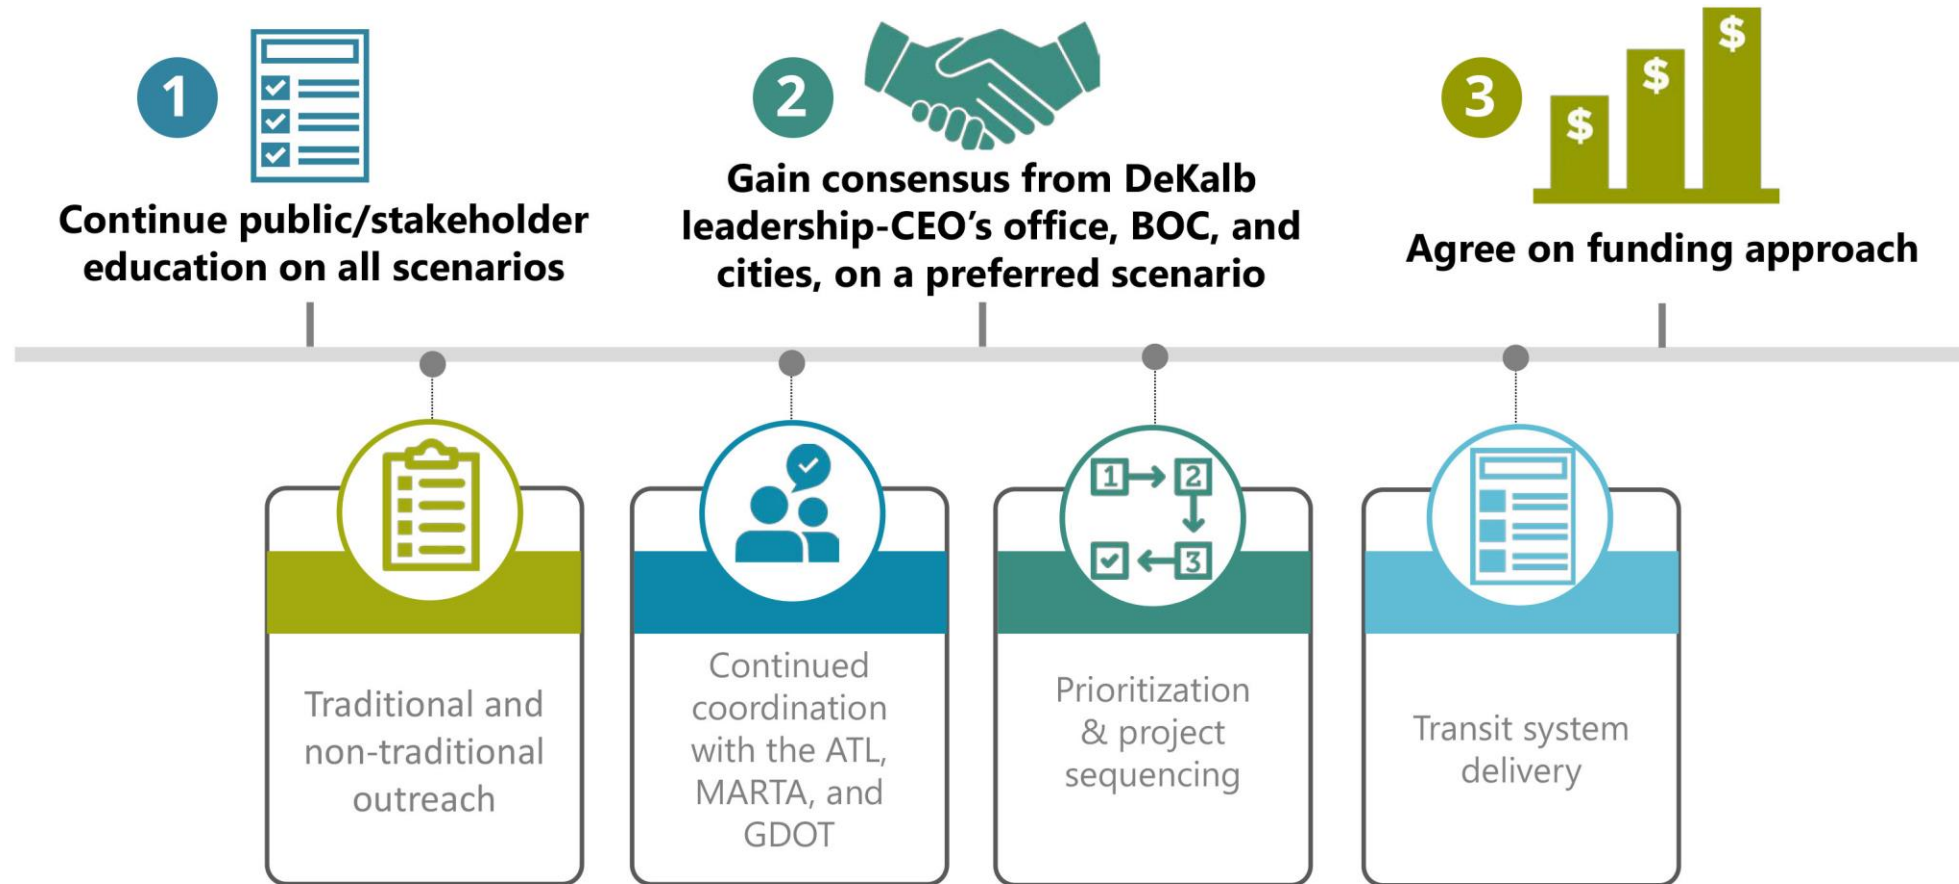 1
Continue public/stakeholder
education on all scenarios
2
Gain consensus from DeKalb
leadership-CEO’s office, BOC, and
cities, on a preferred scenario
3
$
$
$
Agree on funding approach
Traditional and
non-traditional
outreach
Continued
coordination
with the ATL,
MARTA, and
GDOT
1
2
3
Prioritization
& project
sequencing
Transit system
delivery